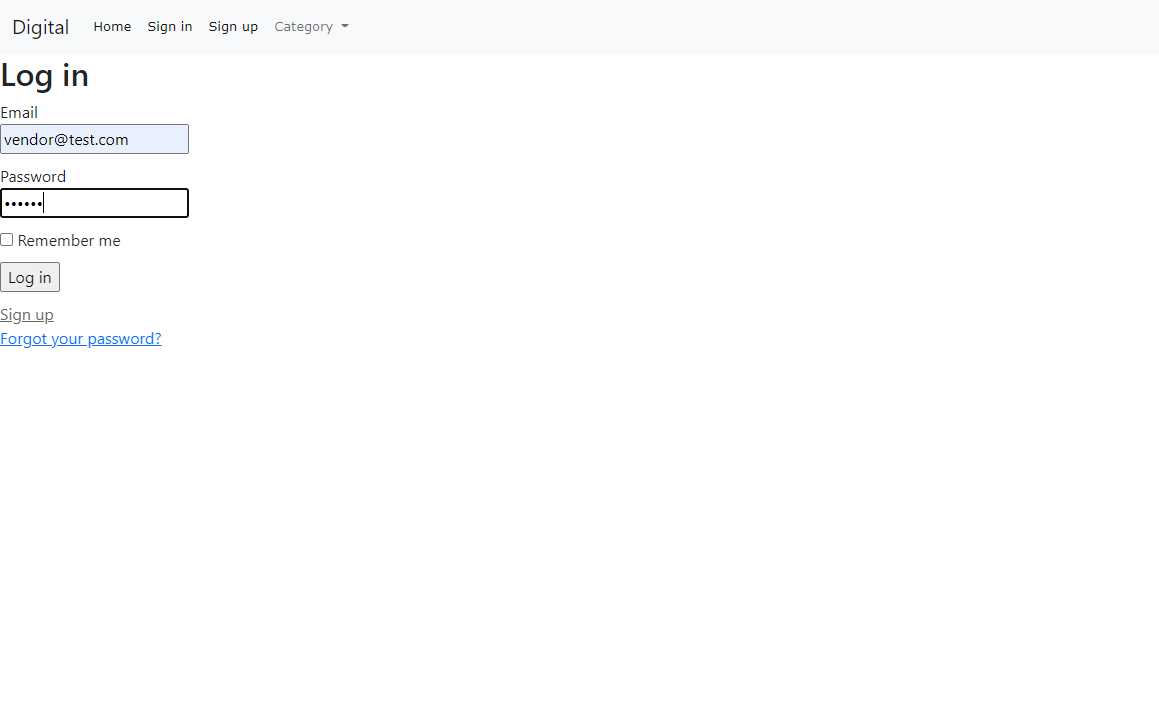 Digital Home Sign in Sign up Category
Log in
Email
vendor@test.com
Password
••••••
Remember me
Log in
Sign up
Forgot your password?